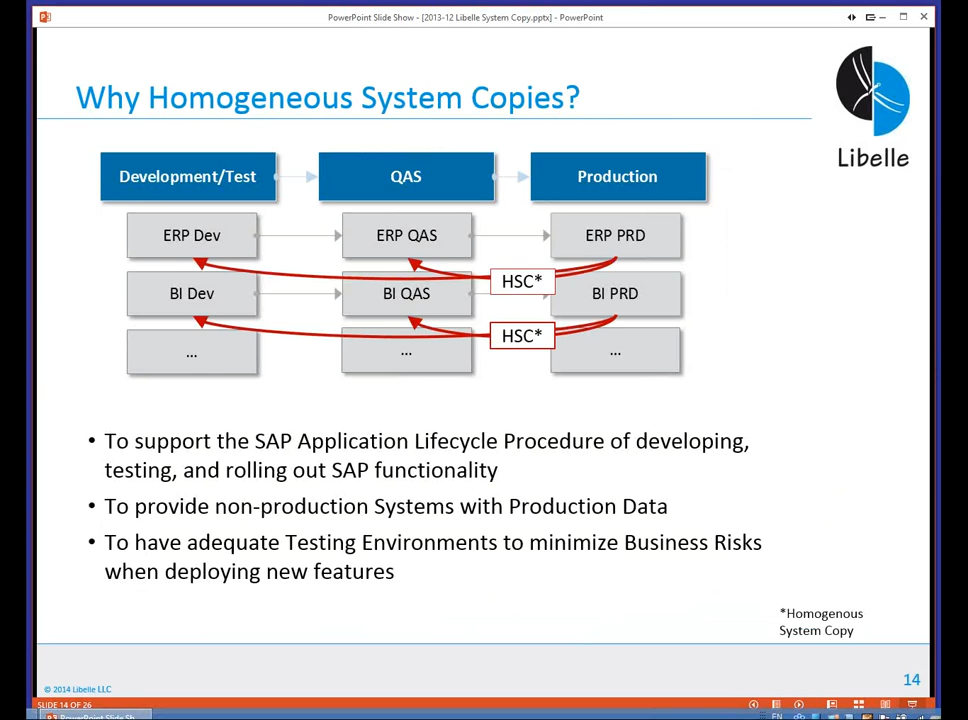 PowerPoint Slide Show - [2013-12 Libelle System Copy.pptx] - PowerPoint
Why Homogeneous System Copies?
Libelle
Development/Test
QAS
Production
ERP Dev
ERP QAS
ERP PRD
HSC*
BI Dev
BI QAS
BI PRD
HSC*
...
...
...
• To support the SAP Application Lifecycle Procedure of developing,
testing, and rolling out SAP functionality
• To provide non-production Systems with Production Data
• To have adequate Testing Environments to minimize Business Risks
when deploying new features
*Homogenous
System Copy
14
© 2014 Libelle LLC
SLIDE 14 OF 26
PowerPoint Slide Sh...
EN